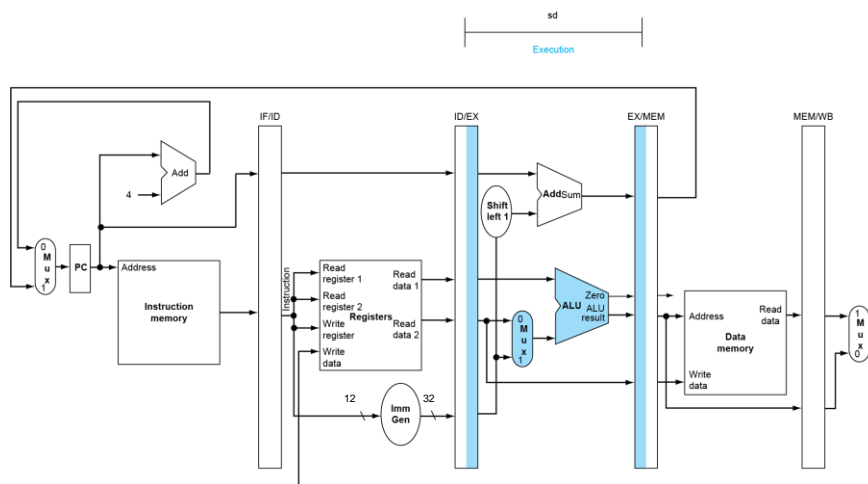 sd
Execution
IF/ID
ID/EX
EX/MEM
MEM/WB
Add
4
Add Sum
Shift
left 1
0
M
u
x
1
PC
Address
Instruction
memory
Instruction
Read
register 1
Read
register 2
Write
register
Write
data
Registers
Read
data 1
Read
data 2
0
M
u
x
1
ALU
Zero
ALU
result
Address
Write
data
Read
data
Data
memory
1
M
u
x
0
12
Imm
Gen
32